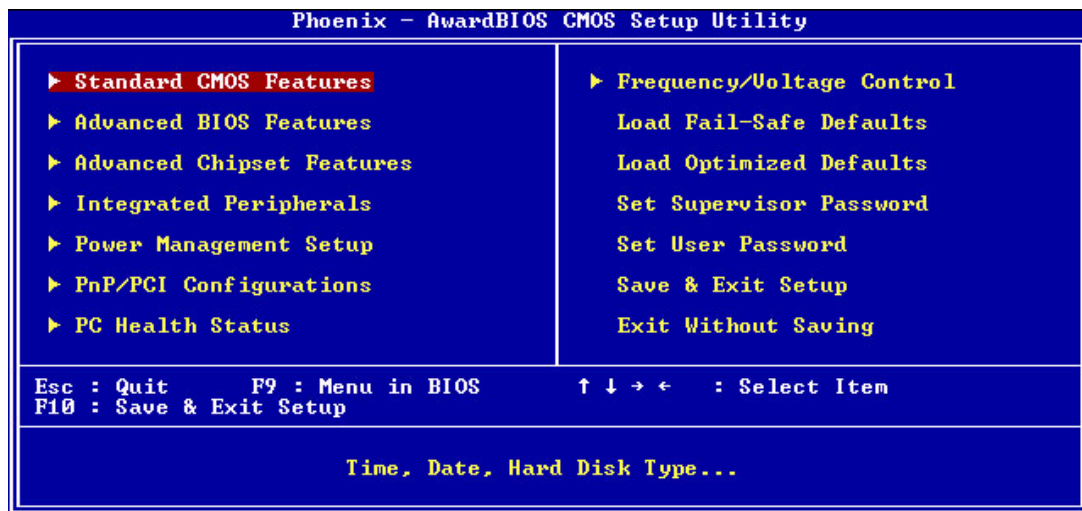 Phoenix - AwardBIOS CMOS Setup Utility
▶ Standard CMOS Features
▶ Advanced BIOS Features
▶ Advanced Chipset Features
▶ Integrated Peripherals
▶ Power Management Setup
▶ PnP/PCI Configurations
▶ PC Health Status
▶ Frequency/Voltage Control
Load Fail-Safe Defaults
Load Optimized Defaults
Set Supervisor Password
Set User Password
Save & Exit Setup
Exit Without Saving
Esc : Quit F9 : Menu in BIOS ↑ ↓ → ← : Select Item
F10 : Save & Exit Setup
Time, Date, Hard Disk Type...